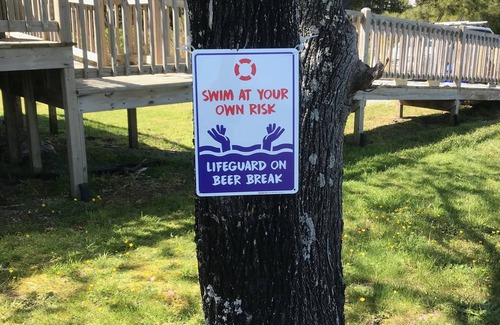 SWIM AT YOUR
OWN RISK
LIFEGUARD ON
BEER BREAK